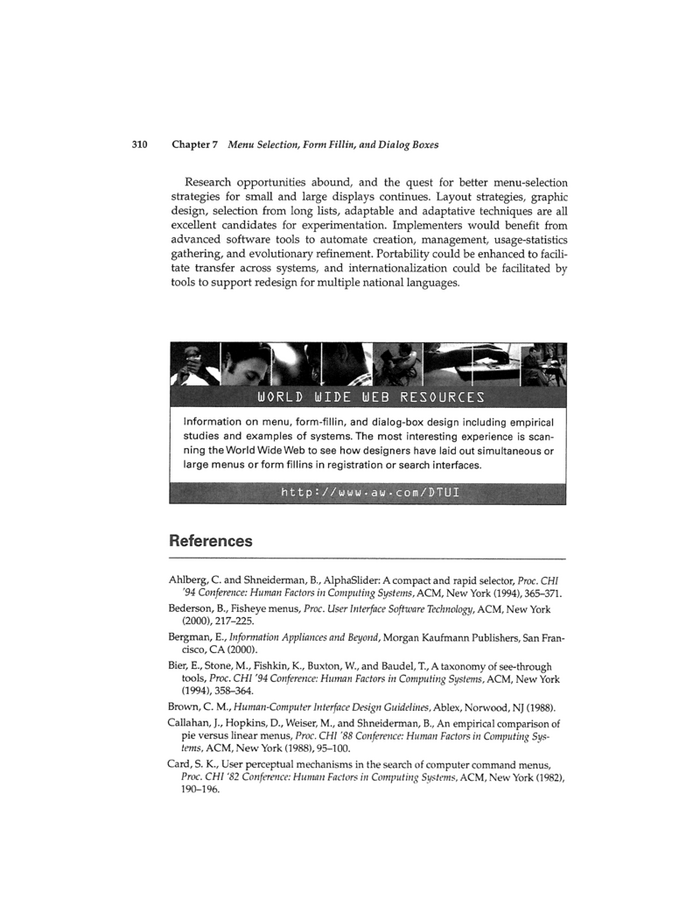 310 Chapter 7 Menu Selection, Form Fillin, and Dialog Boxes
Research opportunities abound, and the quest for better menu-selection
strategies for small and large displays continues. Layout strategies, graphic
design, selection from long lists, adaptable and adaptative techniques are all
excellent candidates for experimentation. Implementers would benefit from
advanced software tools to automate creation, management, usage-statistics
gathering, and evolutionary refinement. Portability could be enhanced to facili-
tate transfer across systems, and internationalization could be facilitated by
tools to support redesign for multiple national languages.
WORLD WIDE WEB RESOURCES
Information on menu, form-fillin, and dialog-box design including empirical
studies and examples of systems. The most interesting experience is scan-
ning the World Wide Web to see how designers have laid out simultaneous or
large menus or form fillins in registration or search interfaces.
http://www.aw.com/DTUI
References
Ahlberg, C. and Shneiderman, B., AlphaSlider: A compact and rapid selector, Proc. CHI
'94 Conference: Human Factors in Computing Systems, ACM, New York (1994), 365–371.
Bederson, B., Fisheye menus, Proc. User Interface Software Technology, ACM, New York
(2000), 217–225.
Bergman, E., Information Appliances and Beyond, Morgan Kaufmann Publishers, San Fran-
cisco, CA (2000).
Bier, E., Stone, M., Fishkin, K., Buxton, W., and Baudel, T., A taxonomy of see-through
tools, Proc. CHI '94 Conference: Human Factors in Computing Systems, ACM, New York
(1994), 358–364.
Brown, C. M., Human-Computer Interface Design Guidelines, Ablex, Norwood, NJ (1988).
Callahan, J., Hopkins, D., Weiser, M., and Shneiderman, B., An empirical comparison of
pie versus linear menus, Proc. CHI '88 Conference: Human Factors in Computing Sys-
tems, ACM, New York (1988), 95–100.
Card, S. K., User perceptual mechanisms in the search of computer command menus,
Proc. CHI '82 Conference: Human Factors in Computing Systems, ACM, New York (1982),
190–196.